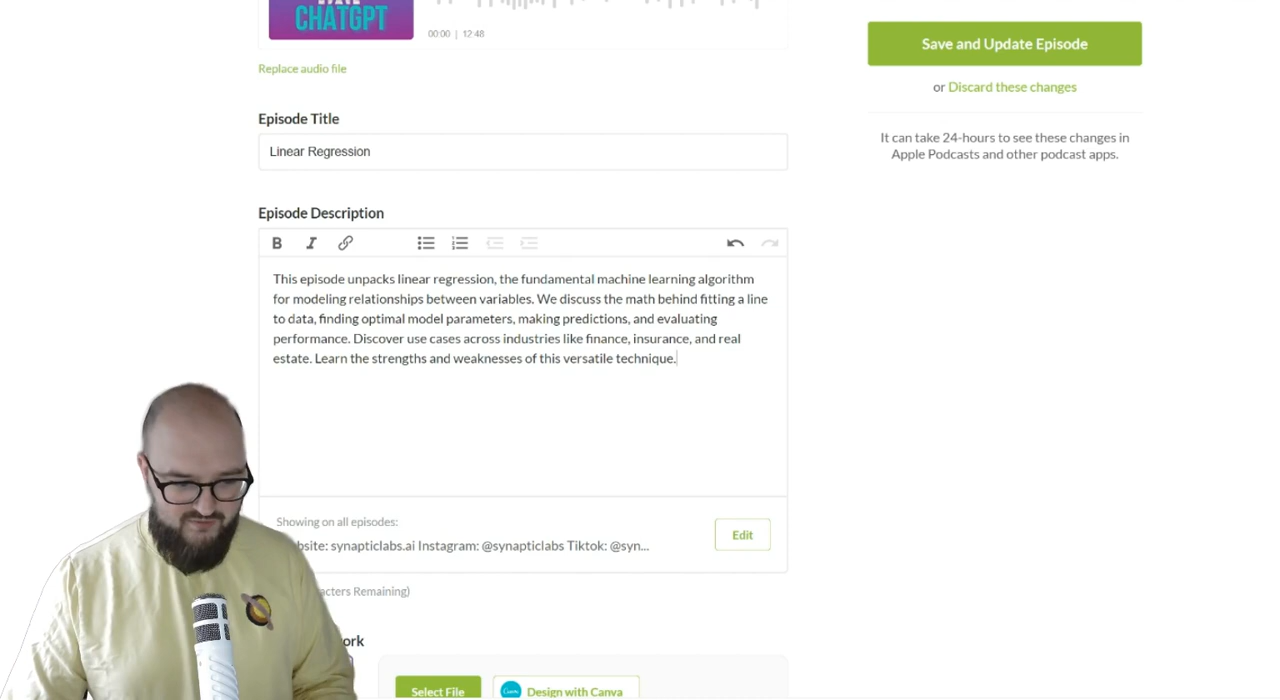 CHATGPT
00:00 | 12:48
Replace audio file
Save and Update Episode
or Discard these changes
It can take 24-hours to see these changes in
Apple Podcasts and other podcast apps.
Episode Title
Linear Regression
Episode Description
B I
This episode unpacks linear regression, the fundamental machine learning algorithm
for modeling relationships between variables. We discuss the math behind fitting a line
to data, finding optimal model parameters, making predictions, and evaluating
performance. Discover use cases across industries like finance, insurance, and real
estate. Learn the strengths and weaknesses of this versatile technique.
Showing on all episodes:
synapticlabs.ai Instagram: @synapticlabs Tiktok: @syn...
Edit
Remaining)
Select File
Canva
Design with Canva